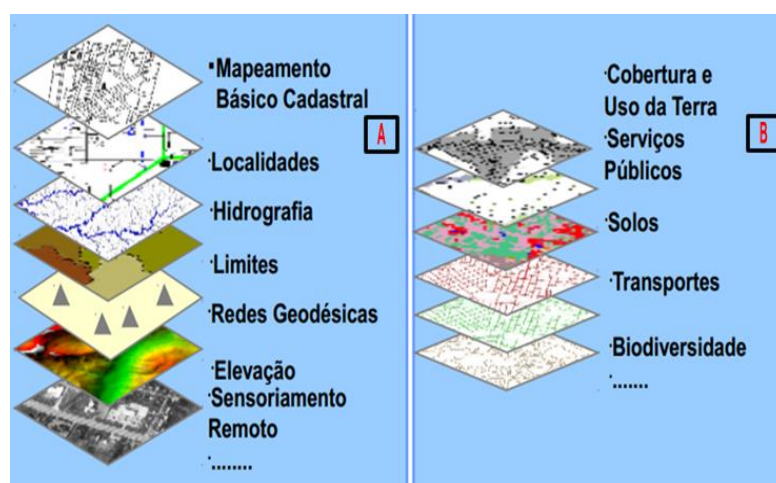 ▪Mapeamento
Básico Cadastral
A
·Localidades
·Hidrografia
·Limites
·Redes Geodésicas
·Elevação
·Sensoriamento
Remoto
·........
·Cobertura e
Uso da Terra
·Serviços
Públicos
B
·Solos
·Transportes
·Biodiversidade
·.......